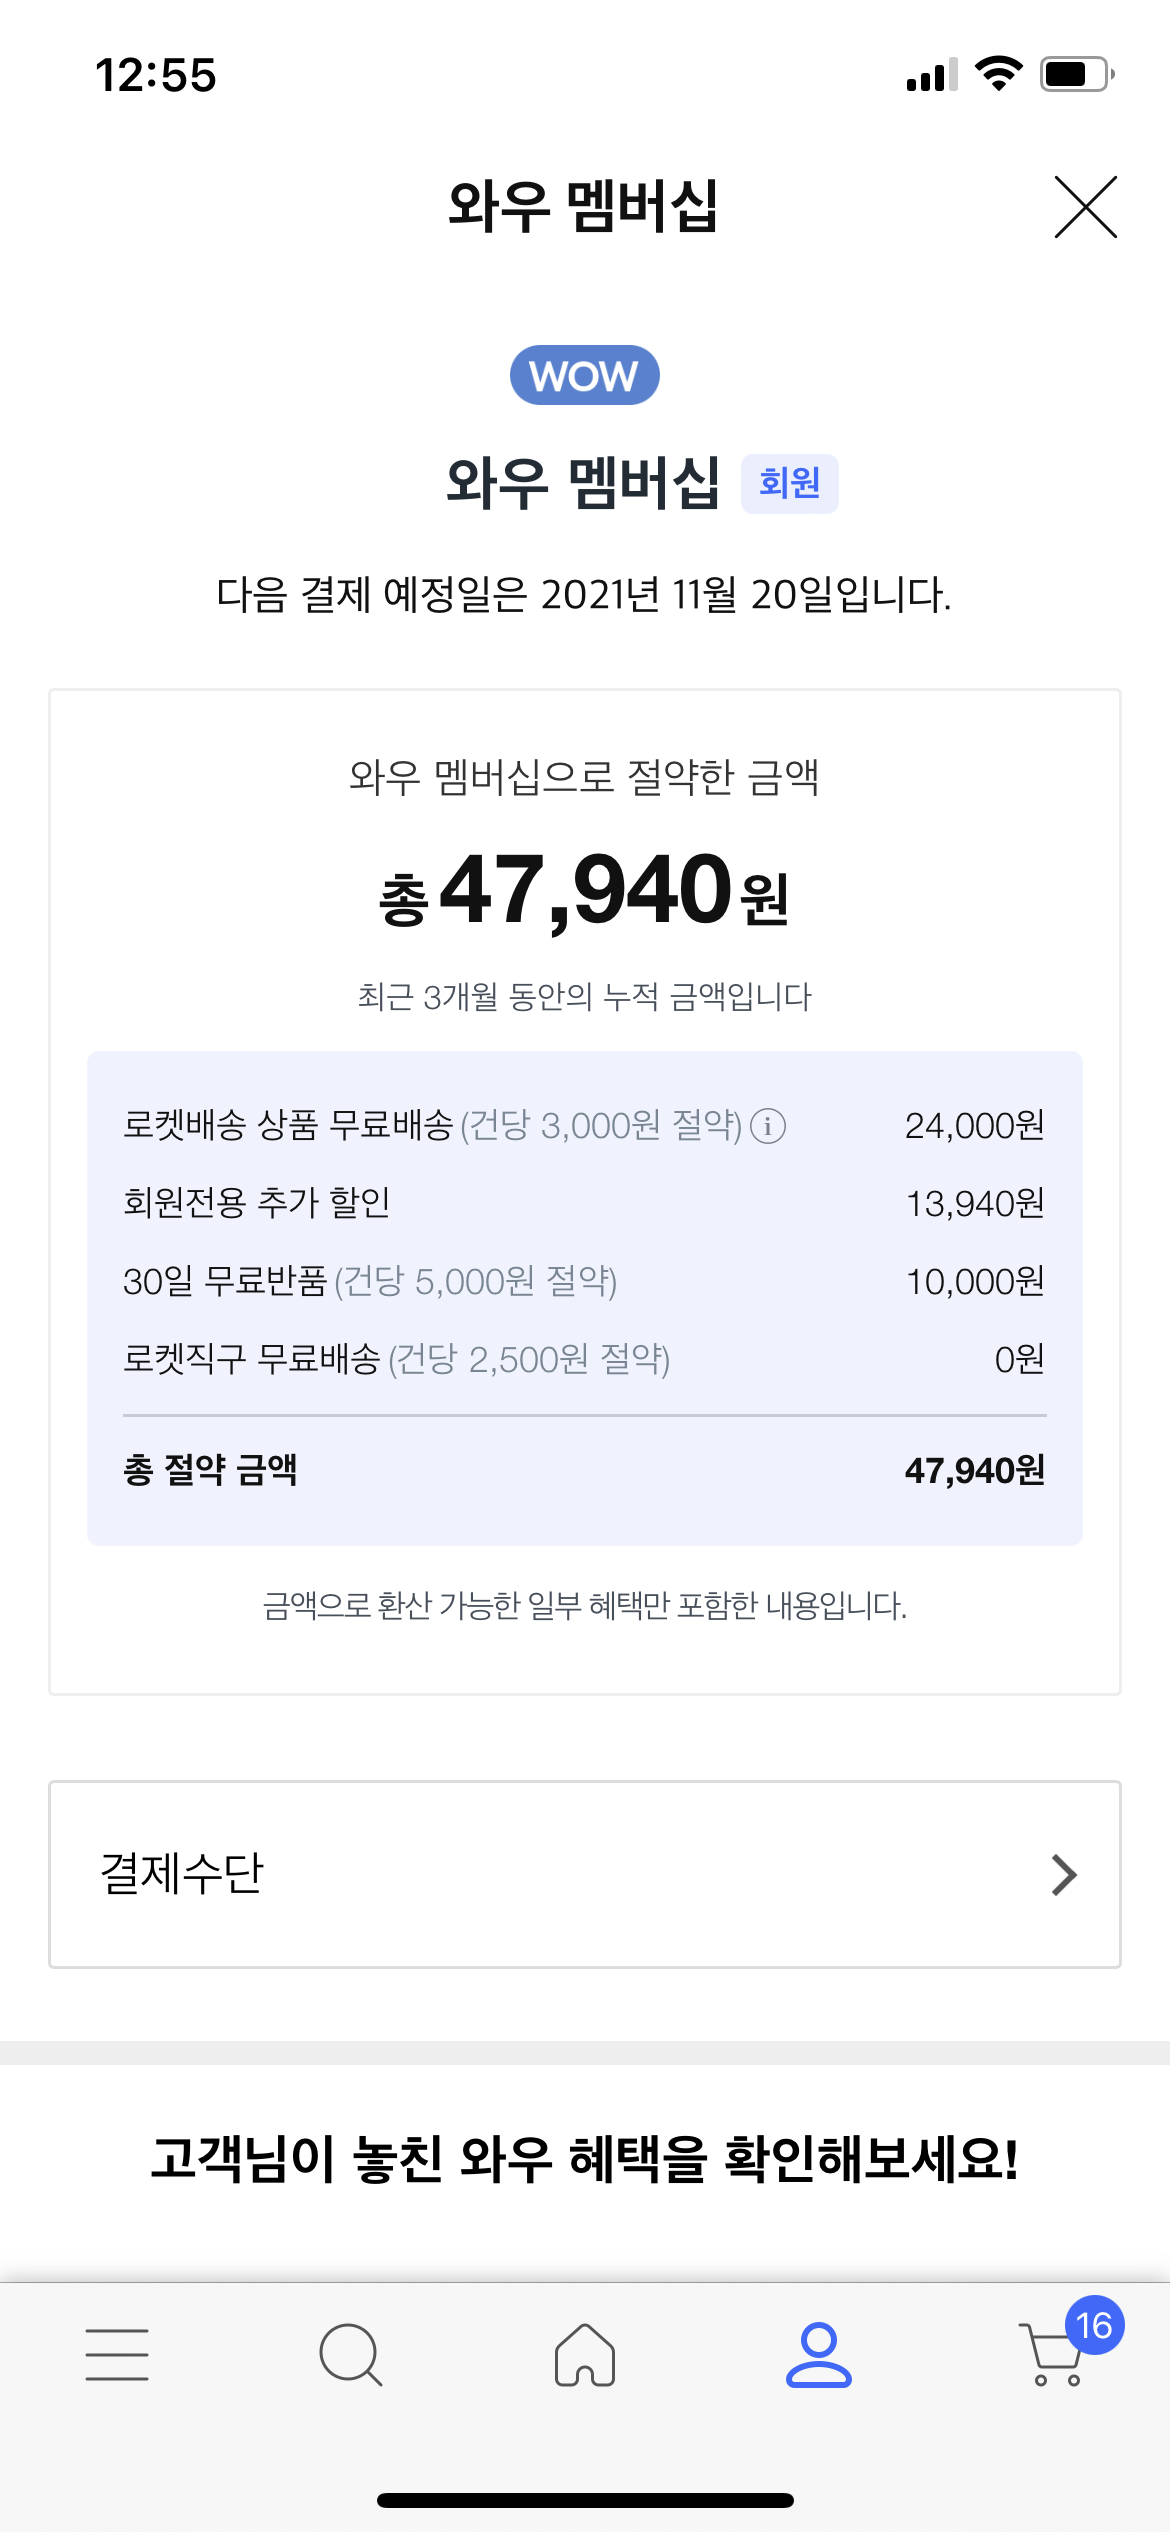 12:55
와우 멤버십
WOW
와우 멤버십 회원
다음 결제 예정일은 2021년 11월 20일입니다.
와우 멤버십으로 절약한 금액
총 47,940원
최근 3개월 동안의 누적 금액입니다
로켓배송 상품 무료배송 (건당 3,000원 절약) i 24,000원
회원전용 추가 할인 13,940원
30일 무료반품 (건당 5,000원 절약) 10,000원
로켓직구 무료배송 (건당 2,500원 절약) 0원
총 절약 금액 47,940원
금액으로 환산 가능한 일부 혜택만 포함한 내용입니다.
결제수단
고객님이 놓친 와우 혜택을 확인해보세요!
16